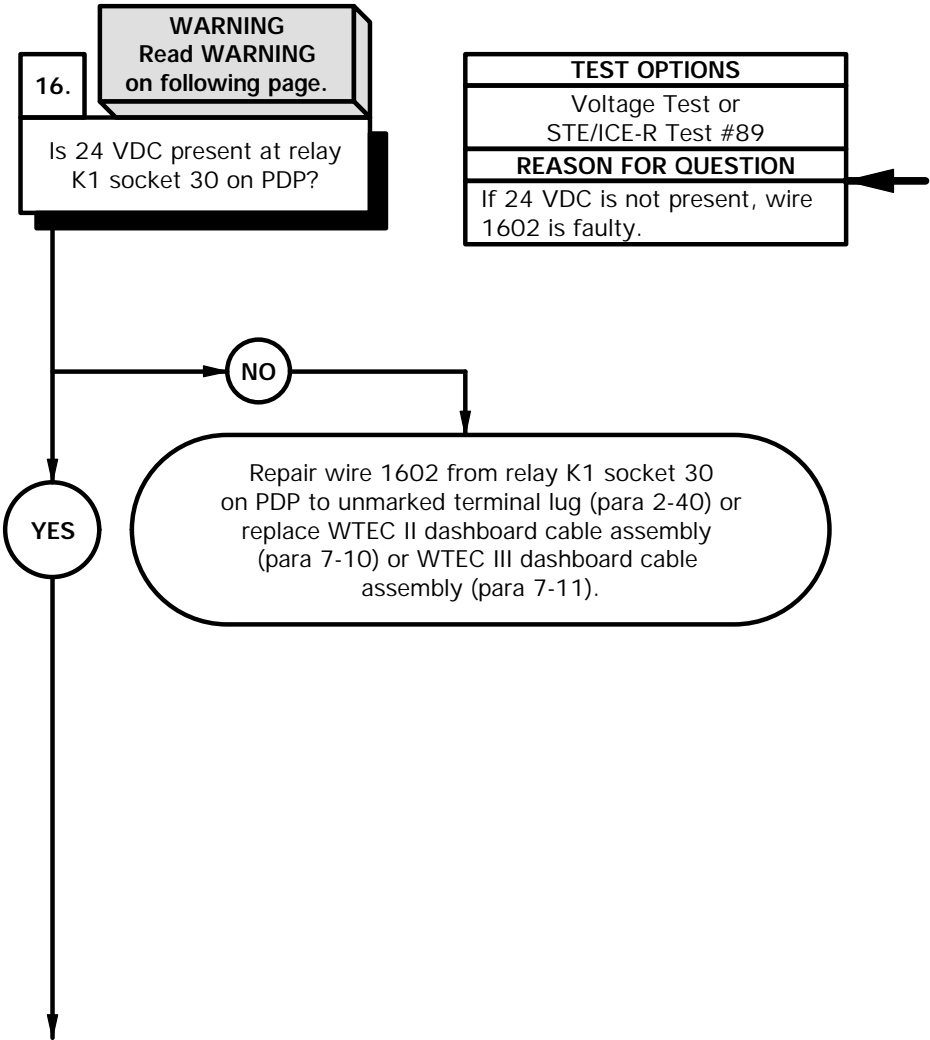 WARNING
Read WARNING
on following page.
16.
Is 24 VDC present at relay
K1 socket 30 on PDP?
TEST OPTIONS
Voltage Test or
STE/ICE-R Test #89
REASON FOR QUESTION
If 24 VDC is not present, wire
1602 is faulty.
NO
YES
Repair wire 1602 from relay K1 socket 30
on PDP to unmarked terminal lug (para 2-40) or
replace WTEC II dashboard cable assembly
(para 7-10) or WTEC III dashboard cable
assembly (para 7-11).